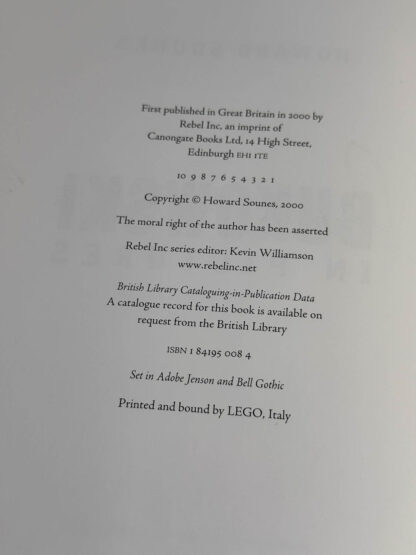 First published in Great Britain in 2000 by
Rebel Inc, an imprint of
Canongate Books Ltd, 14 High Street,
Edinburgh EH1 1TE
10 9 8 7 6 5 4 3 2 1
Copyright © Howard Sounes, 2000
The moral right of the author has been asserted
Rebel Inc series editor: Kevin Williamson
www.rebelinc.net
British Library Cataloguing-in-Publication Data
A catalogue record for this book is available on
request from the British Library
ISBN 1 84195 008 4
Set in Adobe Jenson and Bell Gothic
Printed and bound by LEGO, Italy